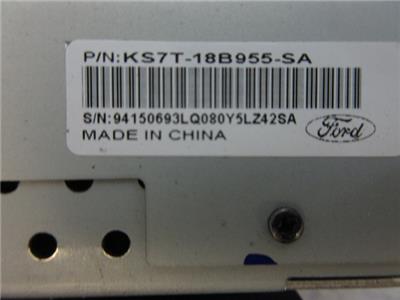 P/N:KS7T-18B955-SA
S/N:94150693LQ080Y5LZ42SA
MADE IN CHINA
Ford